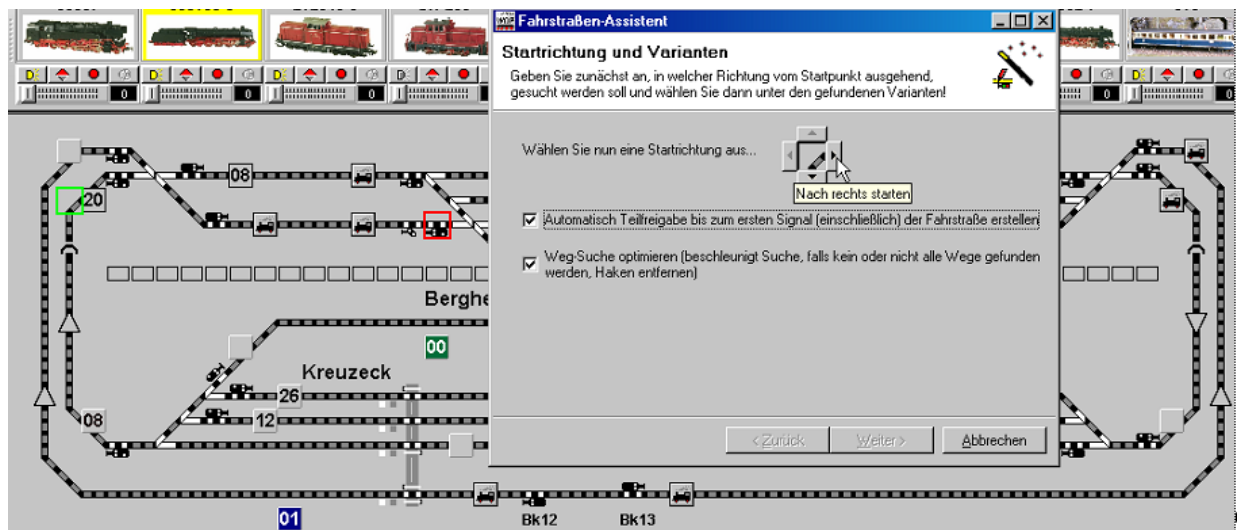 Fahrstraßen-Assistent
Startrichtung und Varianten
Geben Sie zunächst an, in welcher Richtung vom Startpunkt ausgehend,
gesucht werden soll und wählen Sie dann unter den gefundenen Varianten!
D: D: D: D: D:
0 0 0 0 0
Wählen Sie nun eine Startrichtung aus...
Nach rechts starten
08
20
Automatisch Teilfreigabe bis zum ersten Signal (einschließlich) der Fahrstraße erstellen
Weg-Suche optimieren (beschleunigt Suche, falls kein oder nicht alle Wege gefunden
werden, Haken entfernen)
Berghe
00
Kreuzeck
26
08
12
< Zurück
Weiter >
Abbrechen
01
Bk12
Bk13